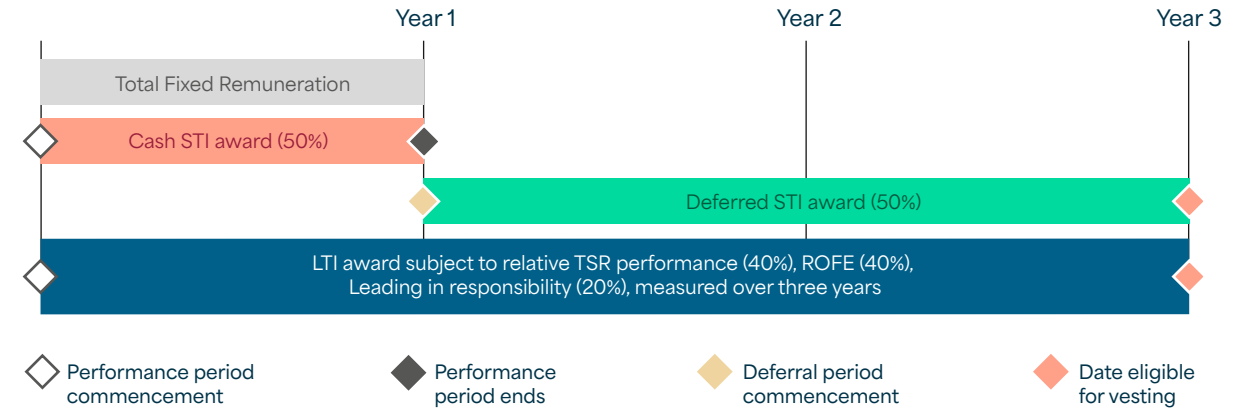 Year 1
Year 2
Year 3
Total Fixed Remuneration
Cash STI award (50%)
Deferred STI award (50%)
LTI award subject to relative TSR performance (40%), ROFE (40%),
Leading in responsibility (20%), measured over three years
Performance period
commencement
Performance
period ends
Deferral period
commencement
Date eligible
for vesting